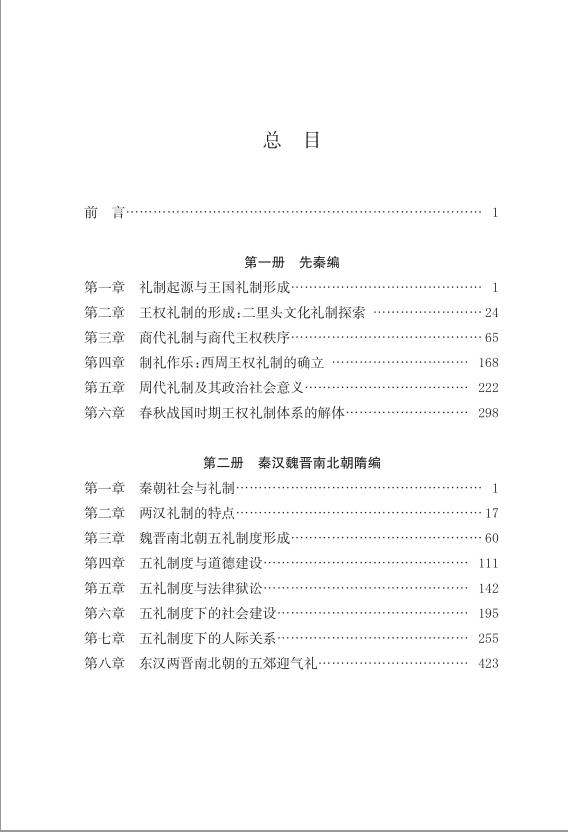 总 目
前 言…………………………………………………………………… 1
第一册 先秦编
第一章 礼制起源与王国礼制形成…………………………………… 1
第二章 王权礼制的形成:二里头文化礼制探索 ……………………24
第三章 商代礼制与商代王权秩序……………………………………65
第四章 制礼作乐:西周王权礼制的确立 ………………………… 168
第五章 周代礼制及其政治社会意义……………………………… 222
第六章 春秋战国时期王权礼制体系的解体……………………… 298
第二册 秦汉魏晋南北朝隋编
第一章 秦朝社会与礼制……………………………………………… 1
第二章 两汉礼制的特点………………………………………………17
第三章 魏晋南北朝五礼制度形成……………………………………60
第四章 五礼制度与道德建设……………………………………… 111
第五章 五礼制度与法律狱讼……………………………………… 142
第六章 五礼制度下的社会建设…………………………………… 195
第七章 五礼制度下的人际关系…………………………………… 255
第八章 东汉两晋南北朝的五郊迎气礼…………………………… 423